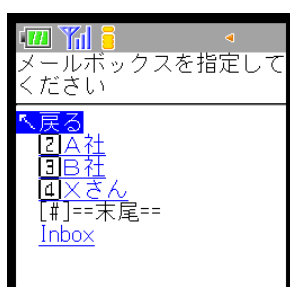 メールボックスを指定して
ください
↖戻る
2A社
3B社
4Xさん
[#]==末尾==
Inbox